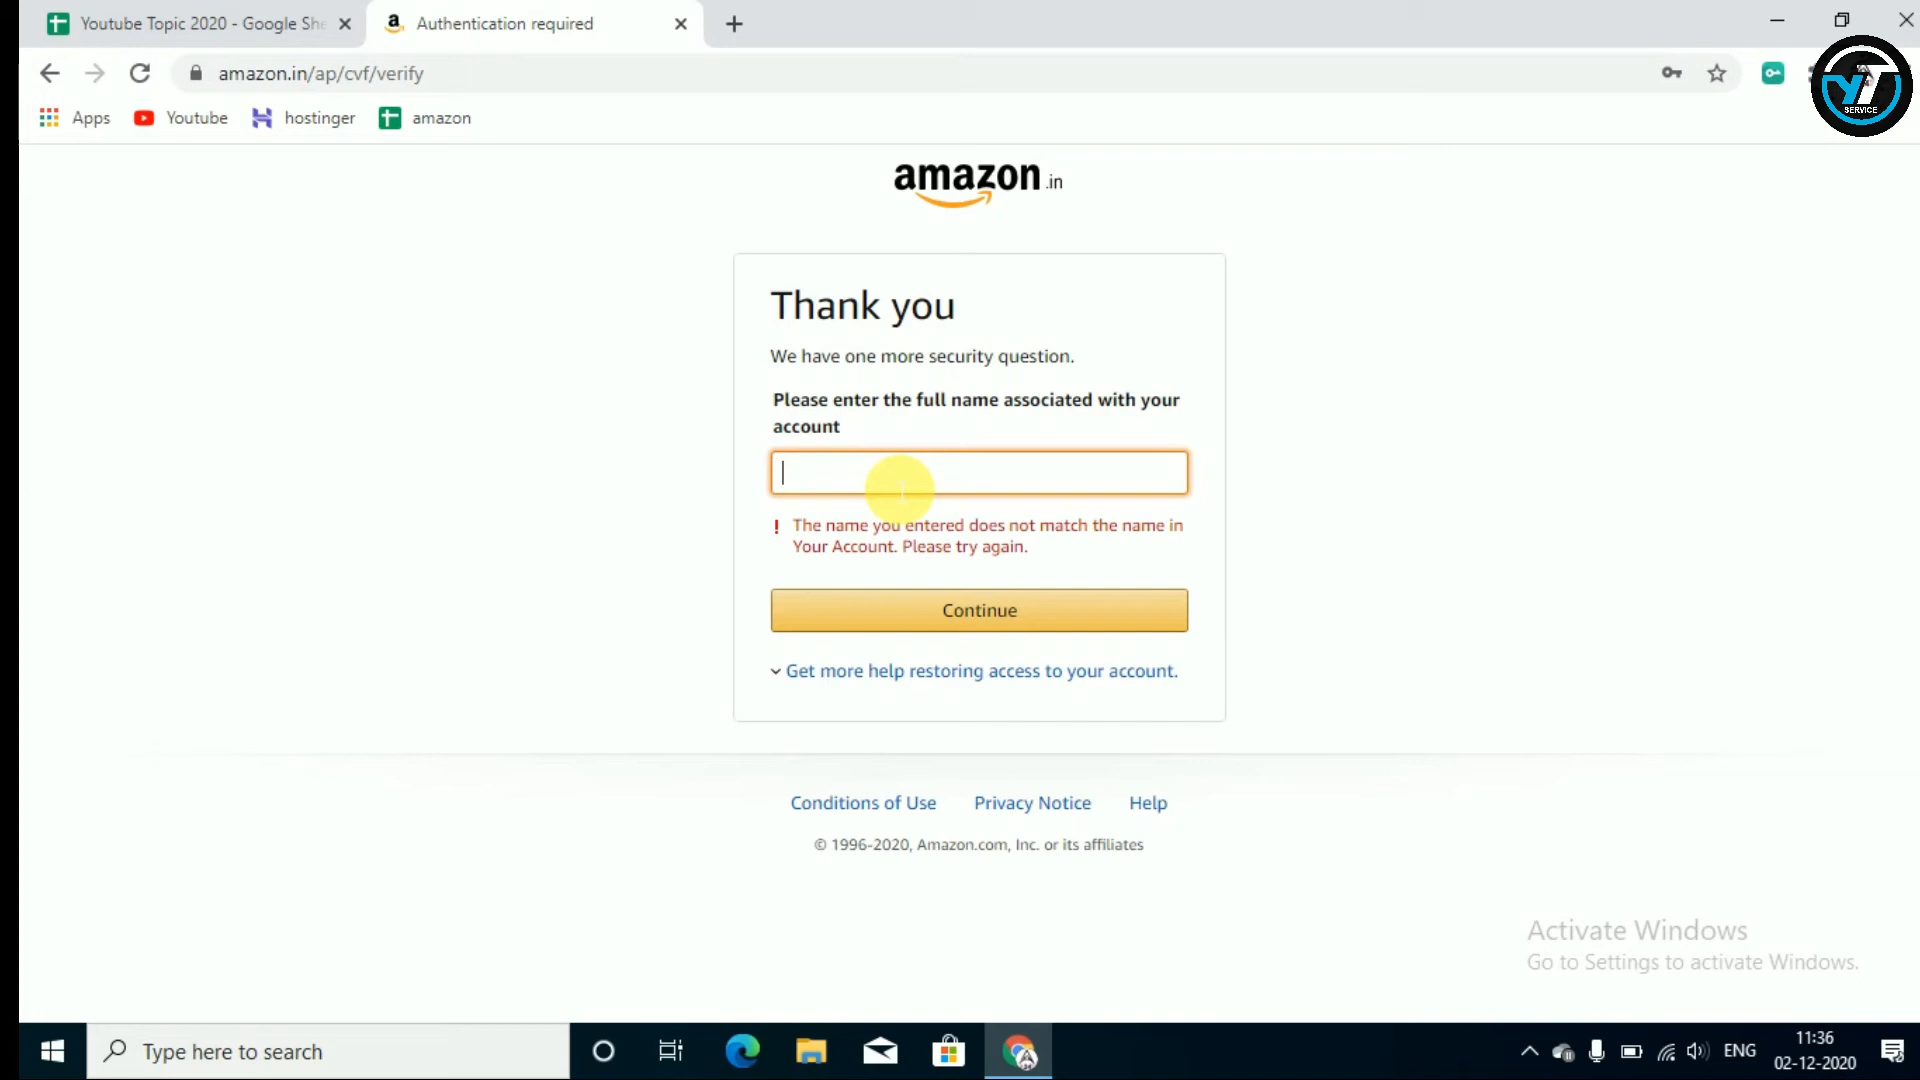 Youtube Topic 2020 - Google She
Authentication required
amazon.in/ap/cvf/verify
Apps
Youtube
hostinger
amazon
YT
SERVICE
amazon.in
Thank you
We have one more security question.
Please enter the full name associated with your
account
! The name you entered does not match the name in
Your Account. Please try again.
Continue
Get more help restoring access to your account.
Conditions of Use
Privacy Notice
Help
© 1996-2020, Amazon.com, Inc. or its affiliates
Activate Windows
Go to Settings to activate Windows.
Type here to search
ENG
11:36
02-12-2020